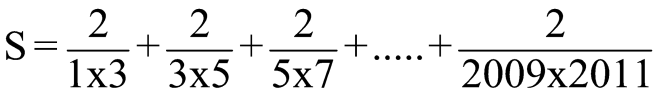 S = 2/1x3 + 2/3x5 + 2/5x7 + ..... + 2/2009x2011